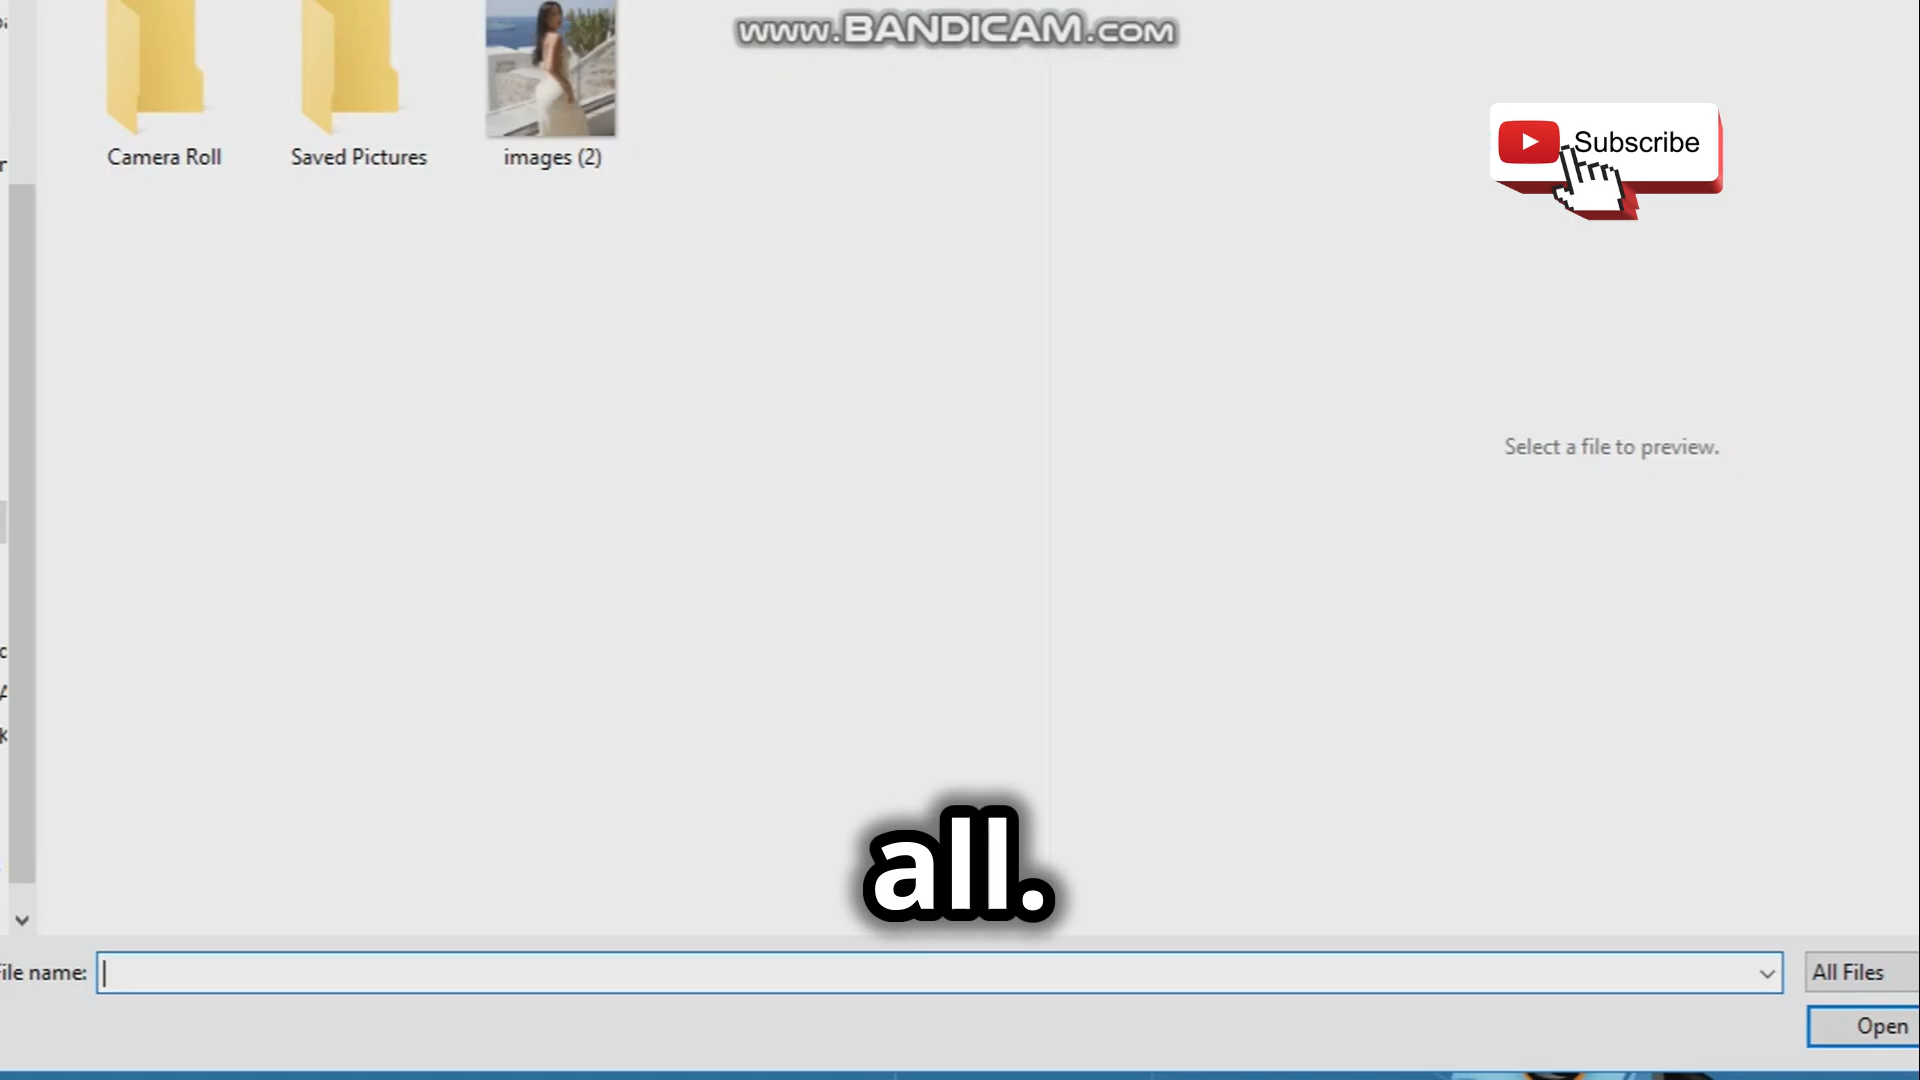 www.BANDICAM.com
Subscribe
Camera Roll
Saved Pictures
images (2)
Select a file to preview.
all.
File name:
All Files
Open